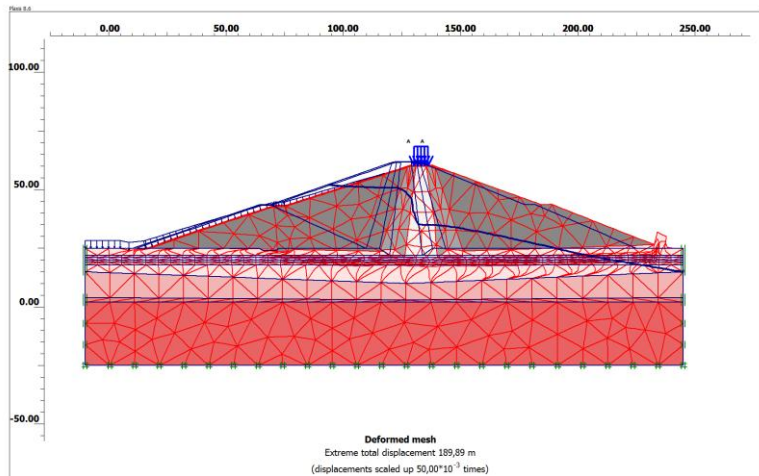 Plaxis 8.6
0.00 50.00 100.00 150.00 200.00 250.00
100.00
50.00
0.00
-50.00
A A
Deformed mesh
Extreme total displacement 189,89 m
(displacements scaled up 50,00*10-3 times)